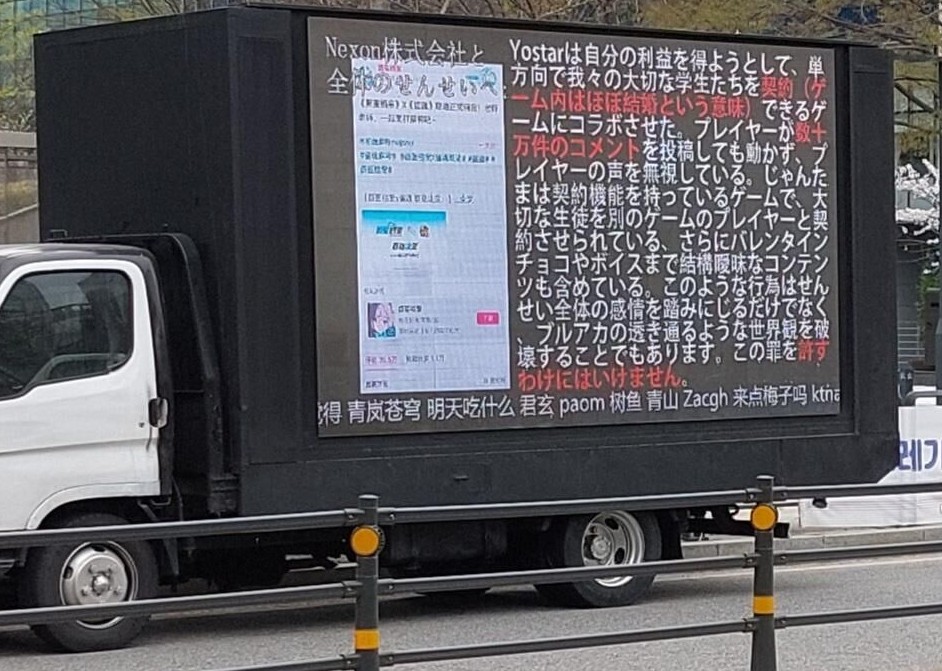 Nexon株式会社と
全体のせんせいへ
Yostarは自分の利益を得ようとして、単
方向で我々の大切な学生たちを契約（ゲ
ーム内はほぼ結婚という意味）できるゲ
ームにコラボさせた。プレイヤーが数十
万件のコメントを投稿しても動かず、プ
レイヤーの声を無視している。じゃんた
まは契約機能を持っているゲームで、大
切な生徒を別のゲームのプレイヤーと契
約させられている、さらにバレンタイン
チョコやボイスまで結構曖昧なコンテン
ツも含めている。このような行為はせん
せい全体の感情を踏みにじるだけでなく
、ブルアカの透き通るような世界観を破
壊することでもあります。この罪を許す
わけにはいけません。
得 青岚苍穹 明天吃什么 君玄 paom 树鱼 青山 Zacgh 来点梅子吗 ktna
레기